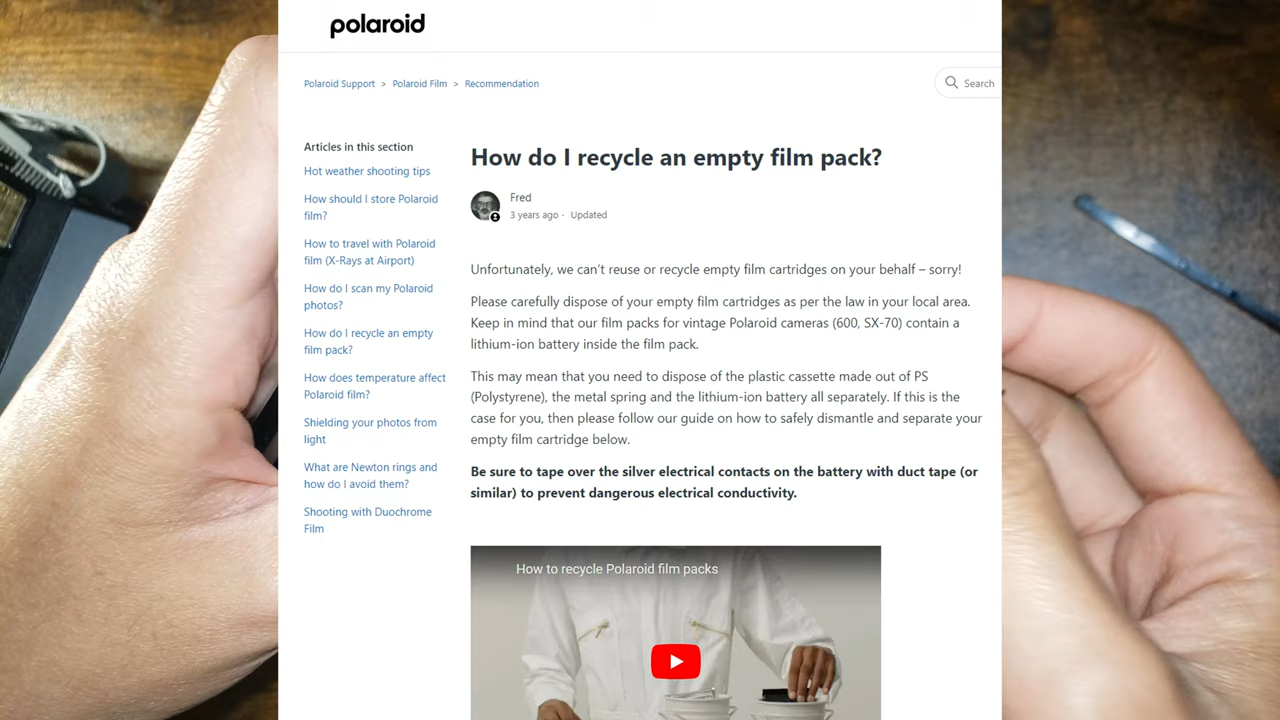 polaroid
Polaroid Support > Polaroid Film > Recommendation
Search
Articles in this section
Hot weather shooting tips
How should I store Polaroid
film?
How to travel with Polaroid
film (X-Rays at Airport)
How do I scan my Polaroid
photos?
How do I recycle an empty
film pack?
How does temperature affect
Polaroid film?
Shielding your photos from
light
What are Newton rings and
how do I avoid them?
Shooting with Duochrome
Film
How do I recycle an empty film pack?
Fred
3 years ago · Updated
Unfortunately, we can’t reuse or recycle empty film cartridges on your behalf – sorry!
Please carefully dispose of your empty film cartridges as per the law in your local area.
Keep in mind that our film packs for vintage Polaroid cameras (600, SX-70) contain a
lithium-ion battery inside the film pack.
This may mean that you need to dispose of the plastic cassette made out of PS
(Polystyrene), the metal spring and the lithium-ion battery all separately. If this is the
case for you, then please follow our guide on how to safely dismantle and separate your
empty film cartridge below.
Be sure to tape over the silver electrical contacts on the battery with duct tape (or
similar) to prevent dangerous electrical conductivity.
How to recycle Polaroid film packs